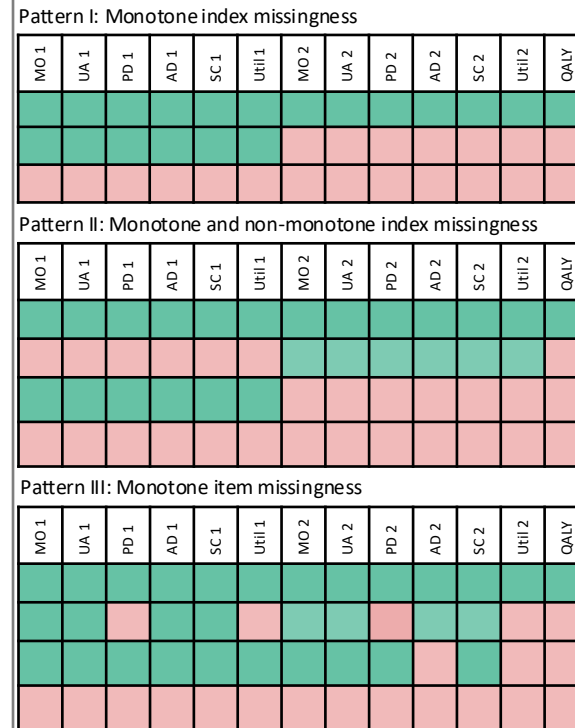 Pattern I: Monotone index missingness
MO 1 UA 1 PD 1 AD 1 SC 1 Util 1 MO 2 UA 2 PD 2 AD 2 SC 2 Util 2 QALY
Pattern II: Monotone and non-monotone index missingness
MO 1 UA 1 PD 1 AD 1 SC 1 Util 1 MO 2 UA 2 PD 2 AD 2 SC 2 Util 2 QALY
Pattern III: Monotone item missingness
MO 1 UA 1 PD 1 AD 1 SC 1 Util 1 MO 2 UA 2 PD 2 AD 2 SC 2 Util 2 QALY